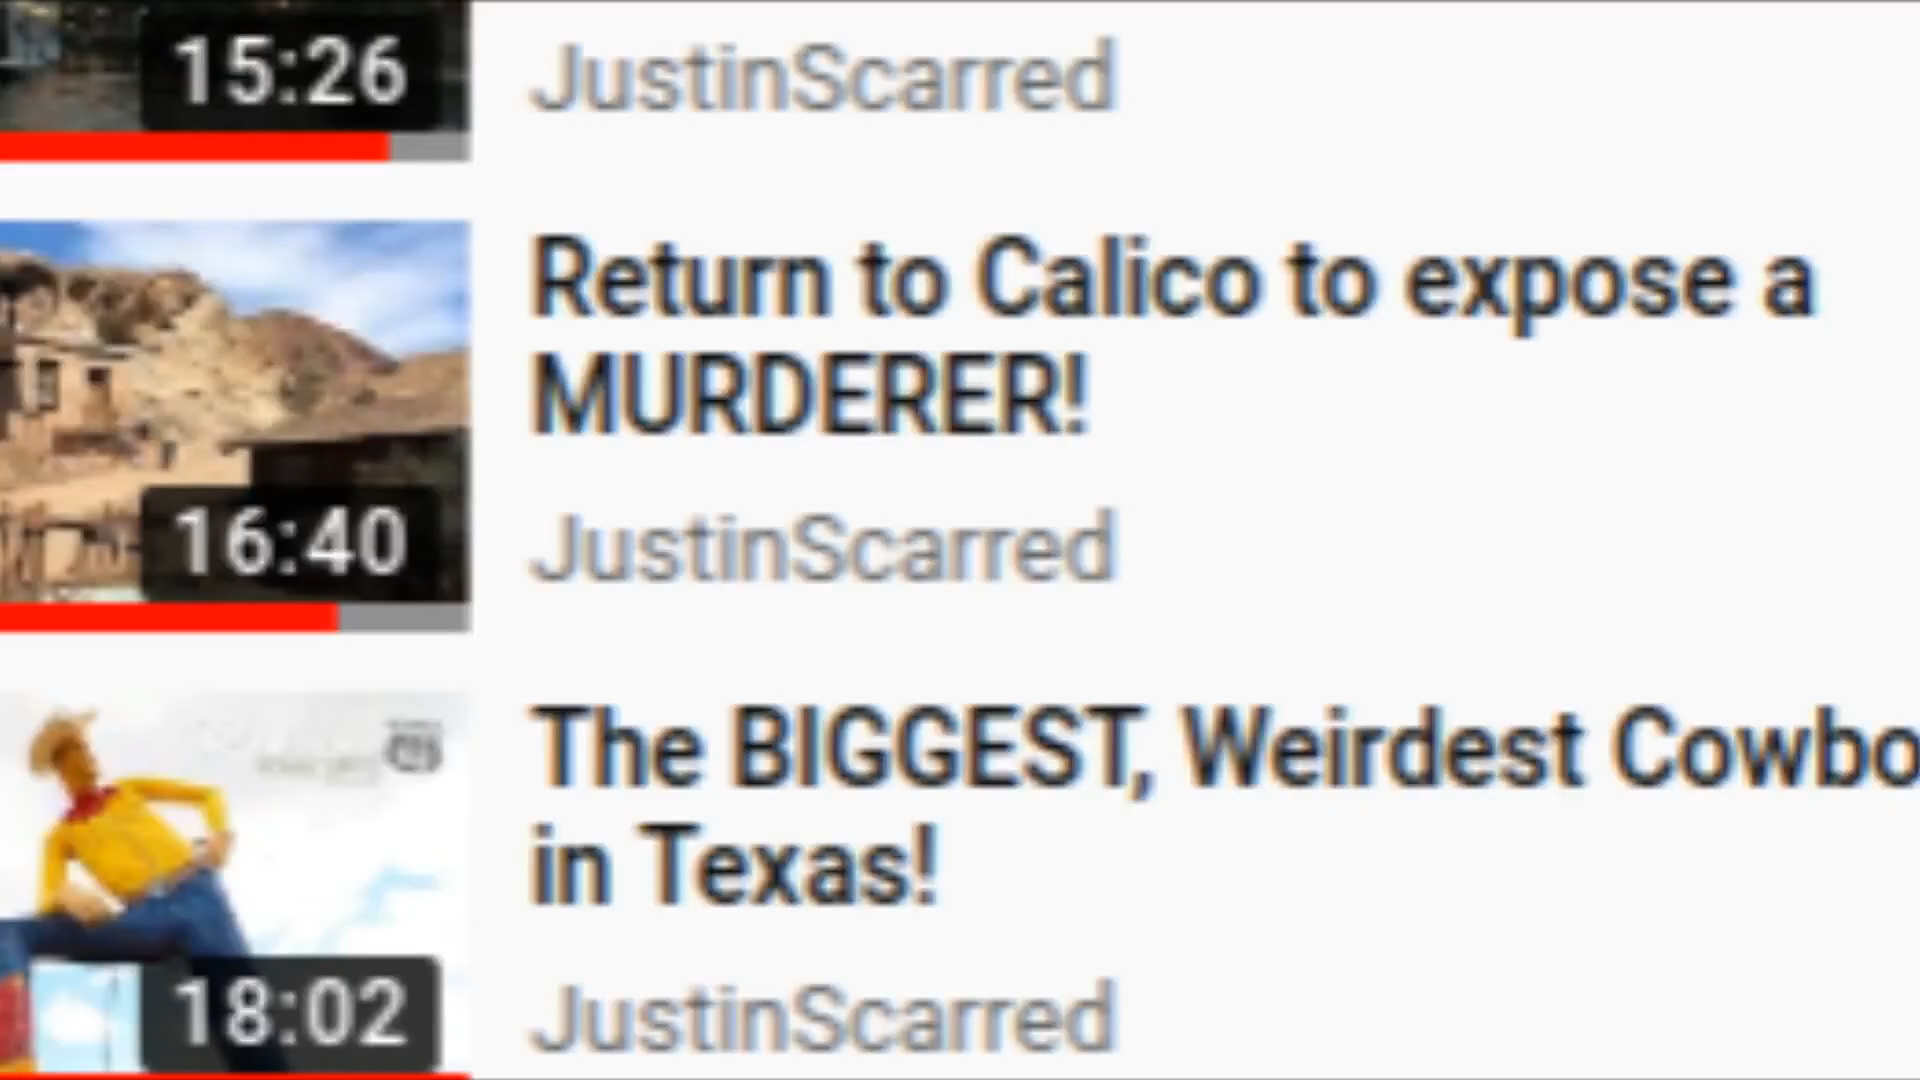 15:26
JustinScarred
Return to Calico to expose a
MURDERER!
16:40
JustinScarred
The BIGGEST, Weirdest Cowbo
in Texas!
18:02
JustinScarred